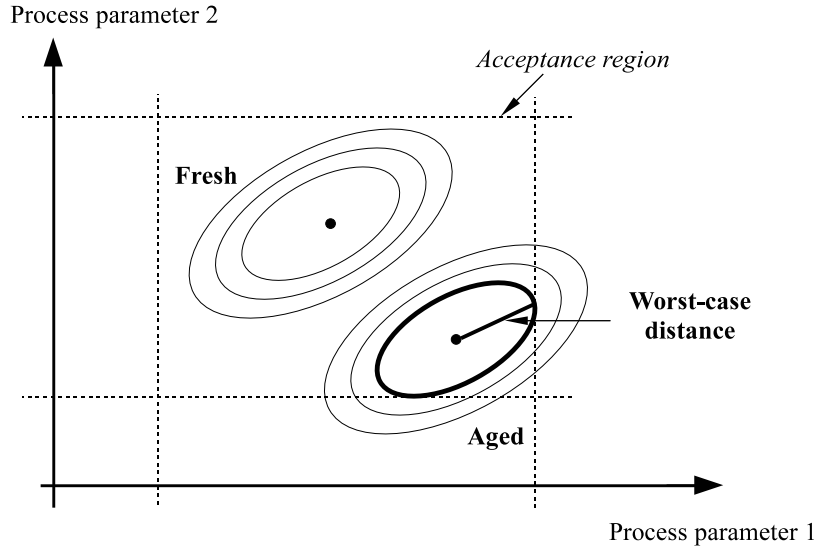 Process parameter 2
Acceptance region
Fresh
Worst-case
distance
Aged
Process parameter 1